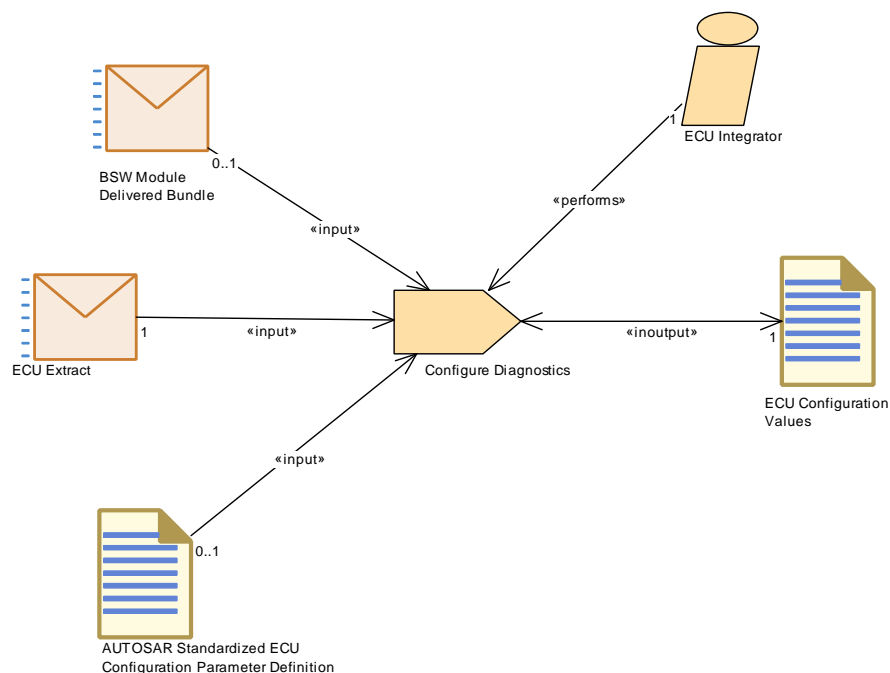 1
ECU Integrator
0..1
BSW Module
Delivered Bundle
«performs»
«input»
1
«input»
«inoutput»
1
ECU Extract
Configure Diagnostics
ECU Configuration
Values
«input»
0..1
AUTOSAR Standardized ECU
Configuration Parameter Definition